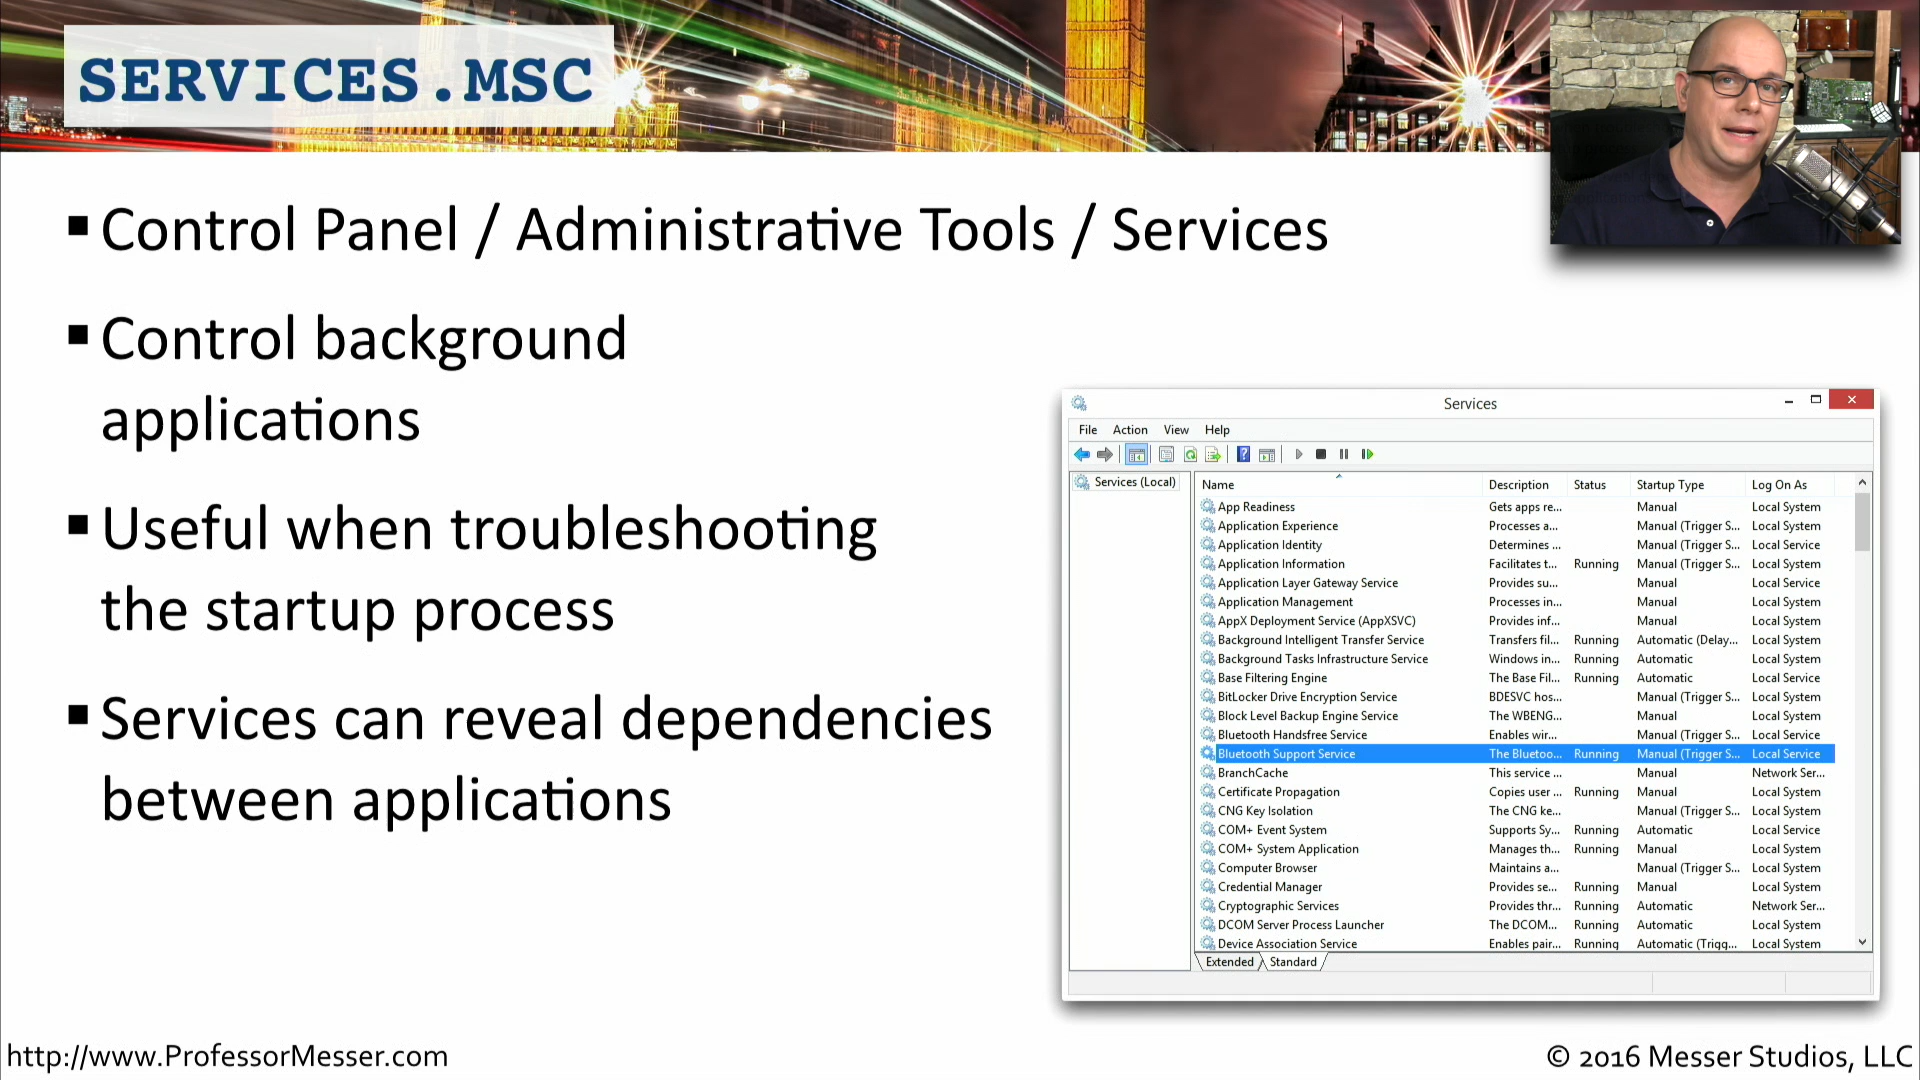 SERVICES.MSC
▪ Control Panel / Administrative Tools / Services
▪ Control background
applications
▪ Useful when troubleshooting
the startup process
▪ Services can reveal dependencies
between applications
Services
File Action View Help
Services (Local)
Name Description Status Startup Type Log On As
App Readiness Gets apps re... Manual Local System
Application Experience Processes a... Manual (Trigger S... Local System
Application Identity Determines ... Manual (Trigger S... Local Service
Application Information Facilitates t... Running Manual (Trigger S... Local System
Application Layer Gateway Service Provides su... Manual Local Service
Application Management Processes in... Manual Local System
AppX Deployment Service (AppXSVC) Provides inf... Manual Local System
Background Intelligent Transfer Service Transfers fil... Running Automatic (Delay... Local System
Background Tasks Infrastructure Service Windows in... Running Automatic Local System
Base Filtering Engine The Base Fil... Running Automatic Local Service
BitLocker Drive Encryption Service BDESVC hos... Manual (Trigger S... Local System
Block Level Backup Engine Service The WBENG... Manual Local System
Bluetooth Handsfree Service Enables wir... Manual (Trigger S... Local Service
Bluetooth Support Service The Bluetoo... Running Manual (Trigger S... Local Service
BranchCache This service ... Manual Network Ser...
Certificate Propagation Copies user ... Running Manual Local System
CNG Key Isolation The CNG ke... Manual (Trigger S... Local System
COM+ Event System Supports Sy... Running Automatic Local Service
COM+ System Application Manages th... Running Manual Local System
Computer Browser Maintains a... Manual (Trigger S... Local System
Credential Manager Provides se... Running Manual Local System
Cryptographic Services Provides thr... Running Automatic Network Ser...
DCOM Server Process Launcher The DCOM... Running Automatic Local System
Device Association Service Enables pair... Running Automatic (Trigg... Local System
Extended Standard
http://www.ProfessorMesser.com
© 2016 Messer Studios, LLC